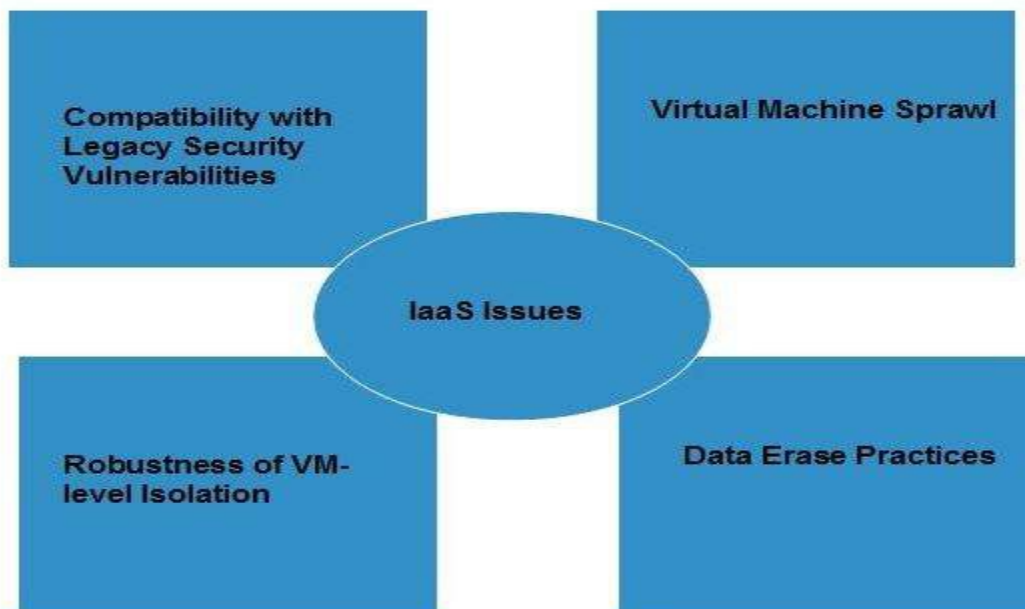 Compatibility with
Legacy Security
Vulnerabilities
Virtual Machine Sprawl
IaaS Issues
Robustness of VM-
level Isolation
Data Erase Practices